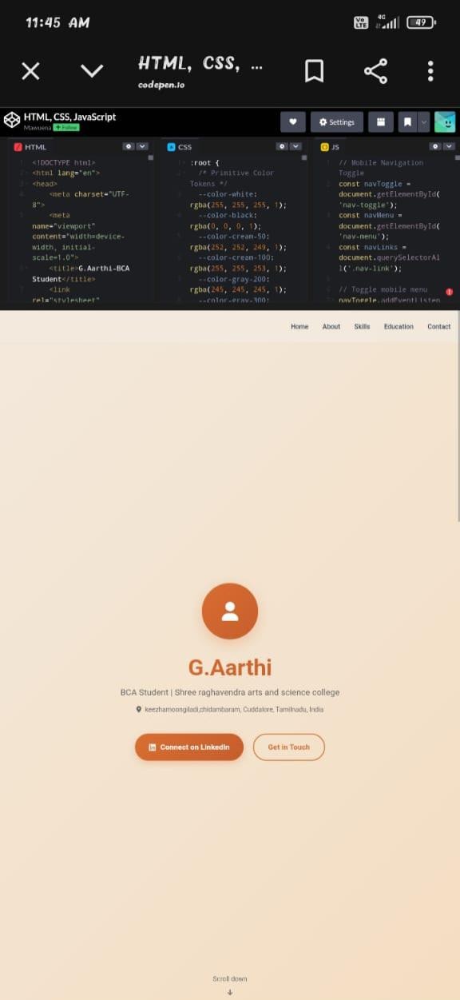 11:45 AM
Vo LTE
4G
49
HTML, CSS, ...
codepen.io
HTML, CSS, JavaScript
Mawuena + Follow
Settings
HTML
<!DOCTYPE html>
<html lang="en">
<head>
<meta charset="UTF-
8">
<meta
name="viewport"
content="width=device-
width, initial-
scale=1.0">
<title>G.Aarthi-BCA
Student</title>
<link
rel="stylesheet"
CSS
:root {
/* Primitive Color
Tokens */
--color-white:
rgba(255, 255, 255, 1);
--color-black:
rgba(0, 0, 0, 1);
--color-cream-50:
rgba(252, 252, 249, 1);
--color-cream-100:
rgba(255, 255, 253, 1);
--color-gray-200:
rgba(245, 245, 245, 1);
--color-gray-300:
JS
// Mobile Navigation
Toggle
const navToggle =
document.getElementById(
'nav-toggle');
const navMenu =
document.getElementById(
'nav-menu');
const navLinks =
document.querySelectorAl
l('.nav-link');
// Toggle mobile menu
navToggle.addEventListen
Home About Skills Education Contact
G.Aarthi
BCA Student | Shree raghavendra arts and science college
keezhamoongiladi,chidambaram, Cuddalore, Tamilnadu, India
Connect on LinkedIn
Get in Touch
Scroll down